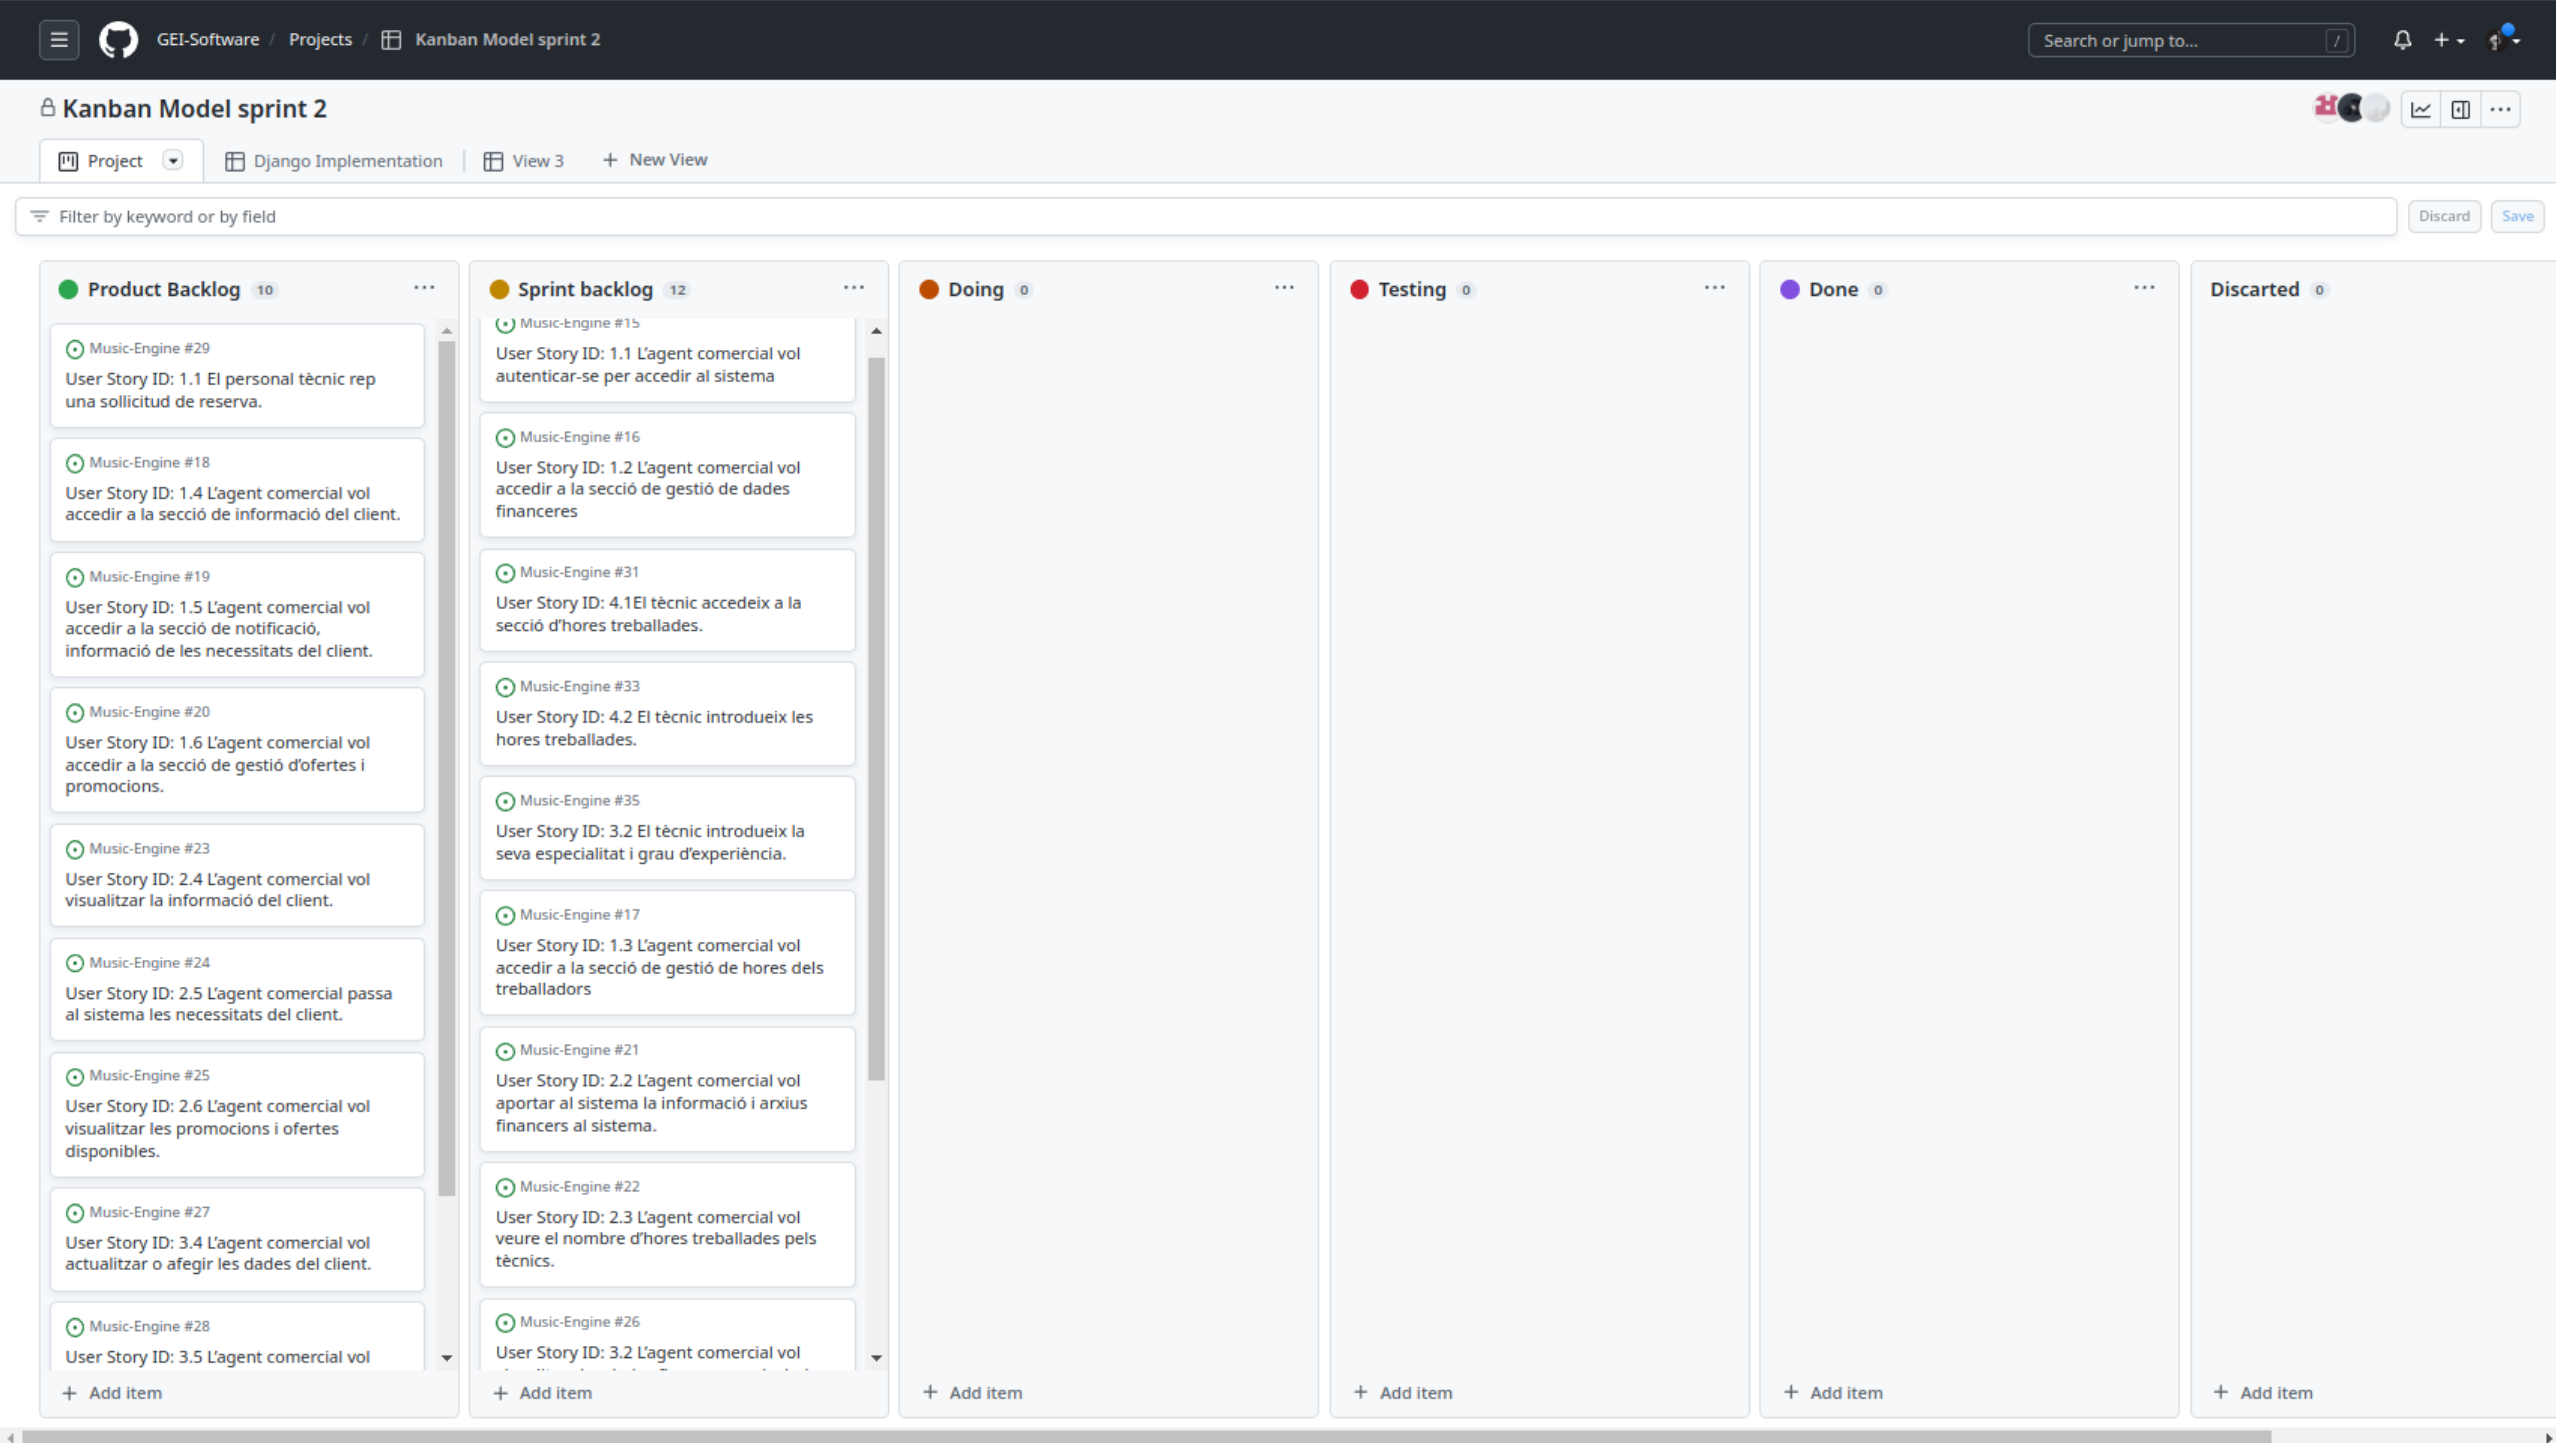 GEI-Software / Projects / Kanban Model sprint 2
Search or jump to... /
Kanban Model sprint 2
Project
Django Implementation
View 3
New View
Filter by keyword or by field
Discard
Save
Product Backlog 10
Music-Engine #29
User Story ID: 1.1 El personal tècnic rep
una sollicitud de reserva.
Music-Engine #18
User Story ID: 1.4 L'agent comercial vol
accedir a la secció de informació del client.
Music-Engine #19
User Story ID: 1.5 L'agent comercial vol
accedir a la secció de notificació,
informació de les necessitats del client.
Music-Engine #20
User Story ID: 1.6 L'agent comercial vol
accedir a la secció de gestió d'ofertes i
promocions.
Music-Engine #23
User Story ID: 2.4 L'agent comercial vol
visualitzar la informació del client.
Music-Engine #24
User Story ID: 2.5 L'agent comercial passa
al sistema les necessitats del client.
Music-Engine #25
User Story ID: 2.6 L'agent comercial vol
visualitzar les promocions i ofertes
disponibles.
Music-Engine #27
User Story ID: 3.4 L'agent comercial vol
actualitzar o afegir les dades del client.
Music-Engine #28
User Story ID: 3.5 L'agent comercial vol
Add item
Sprint backlog 12
Music-Engine #15
User Story ID: 1.1 L'agent comercial vol
autenticar-se per accedir al sistema
Music-Engine #16
User Story ID: 1.2 L'agent comercial vol
accedir a la secció de gestió de dades
financeres
Music-Engine #31
User Story ID: 4.1El tècnic accedeix a la
secció d'hores treballades.
Music-Engine #33
User Story ID: 4.2 El tècnic introdueix les
hores treballades.
Music-Engine #35
User Story ID: 3.2 El tècnic introdueix la
seva especialitat i grau d'experiència.
Music-Engine #17
User Story ID: 1.3 L'agent comercial vol
accedir a la secció de gestió de hores dels
treballadors
Music-Engine #21
User Story ID: 2.2 L'agent comercial vol
aportar al sistema la informació i arxius
financers al sistema.
Music-Engine #22
User Story ID: 2.3 L'agent comercial vol
veure el nombre d'hores treballades pels
tècnics.
Music-Engine #26
User Story ID: 3.2 L'agent comercial vol
Add item
Doing 0
Add item
Testing 0
Add item
Done 0
Add item
Discarted 0
Add item